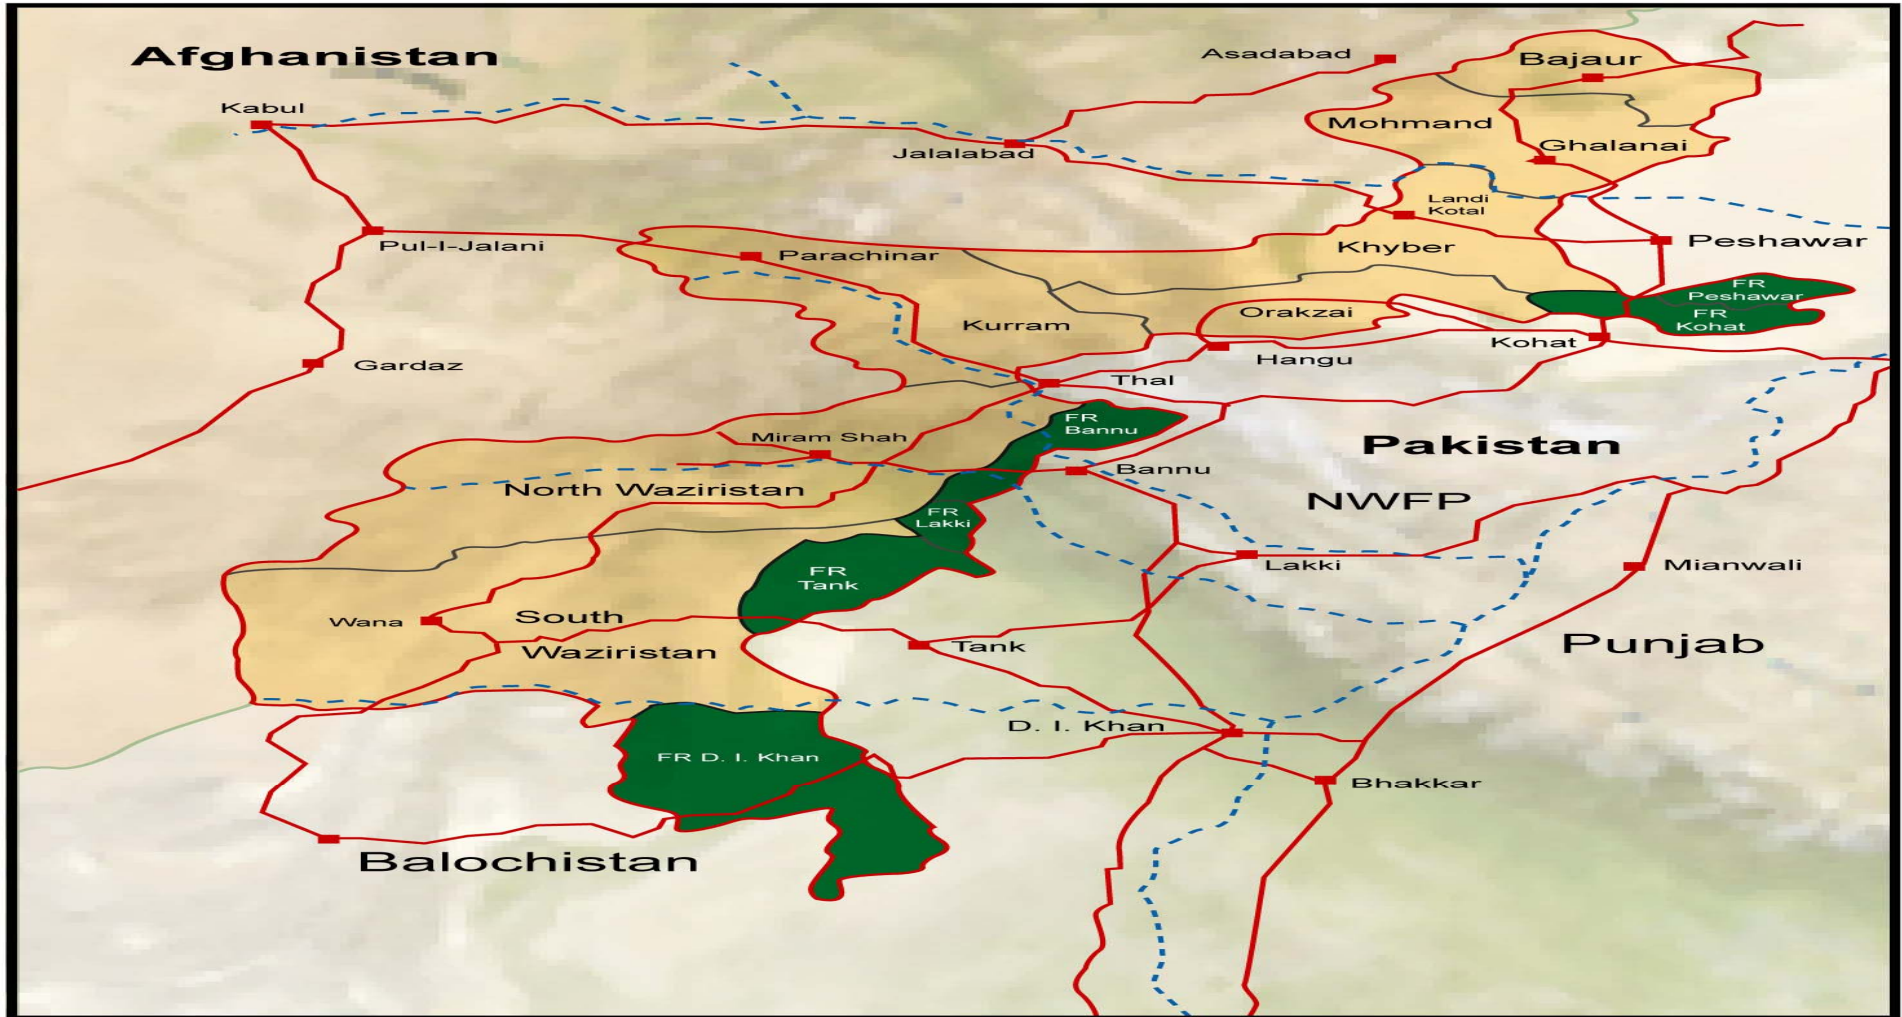 Afghanistan
Asadabad
Bajaur
Kabul
Mohmand
Jalalabad
Ghalanai
Landi
Kotal
Pul-I-Jalani
Parachinar
Khyber
Peshawar
FR
Peshawar
Kurram
Orakzai
FR
Kohat
Gardaz
Hangu
Kohat
Thal
FR
Bannu
Miram Shah
Pakistan
Bannu
North Waziristan
NWFP
FR
Lakki
Lakki
Mianwali
FR
Tank
Wana
South
Waziristan
Tank
Punjab
D. I. Khan
FR D. I. Khan
Bhakkar
Balochistan